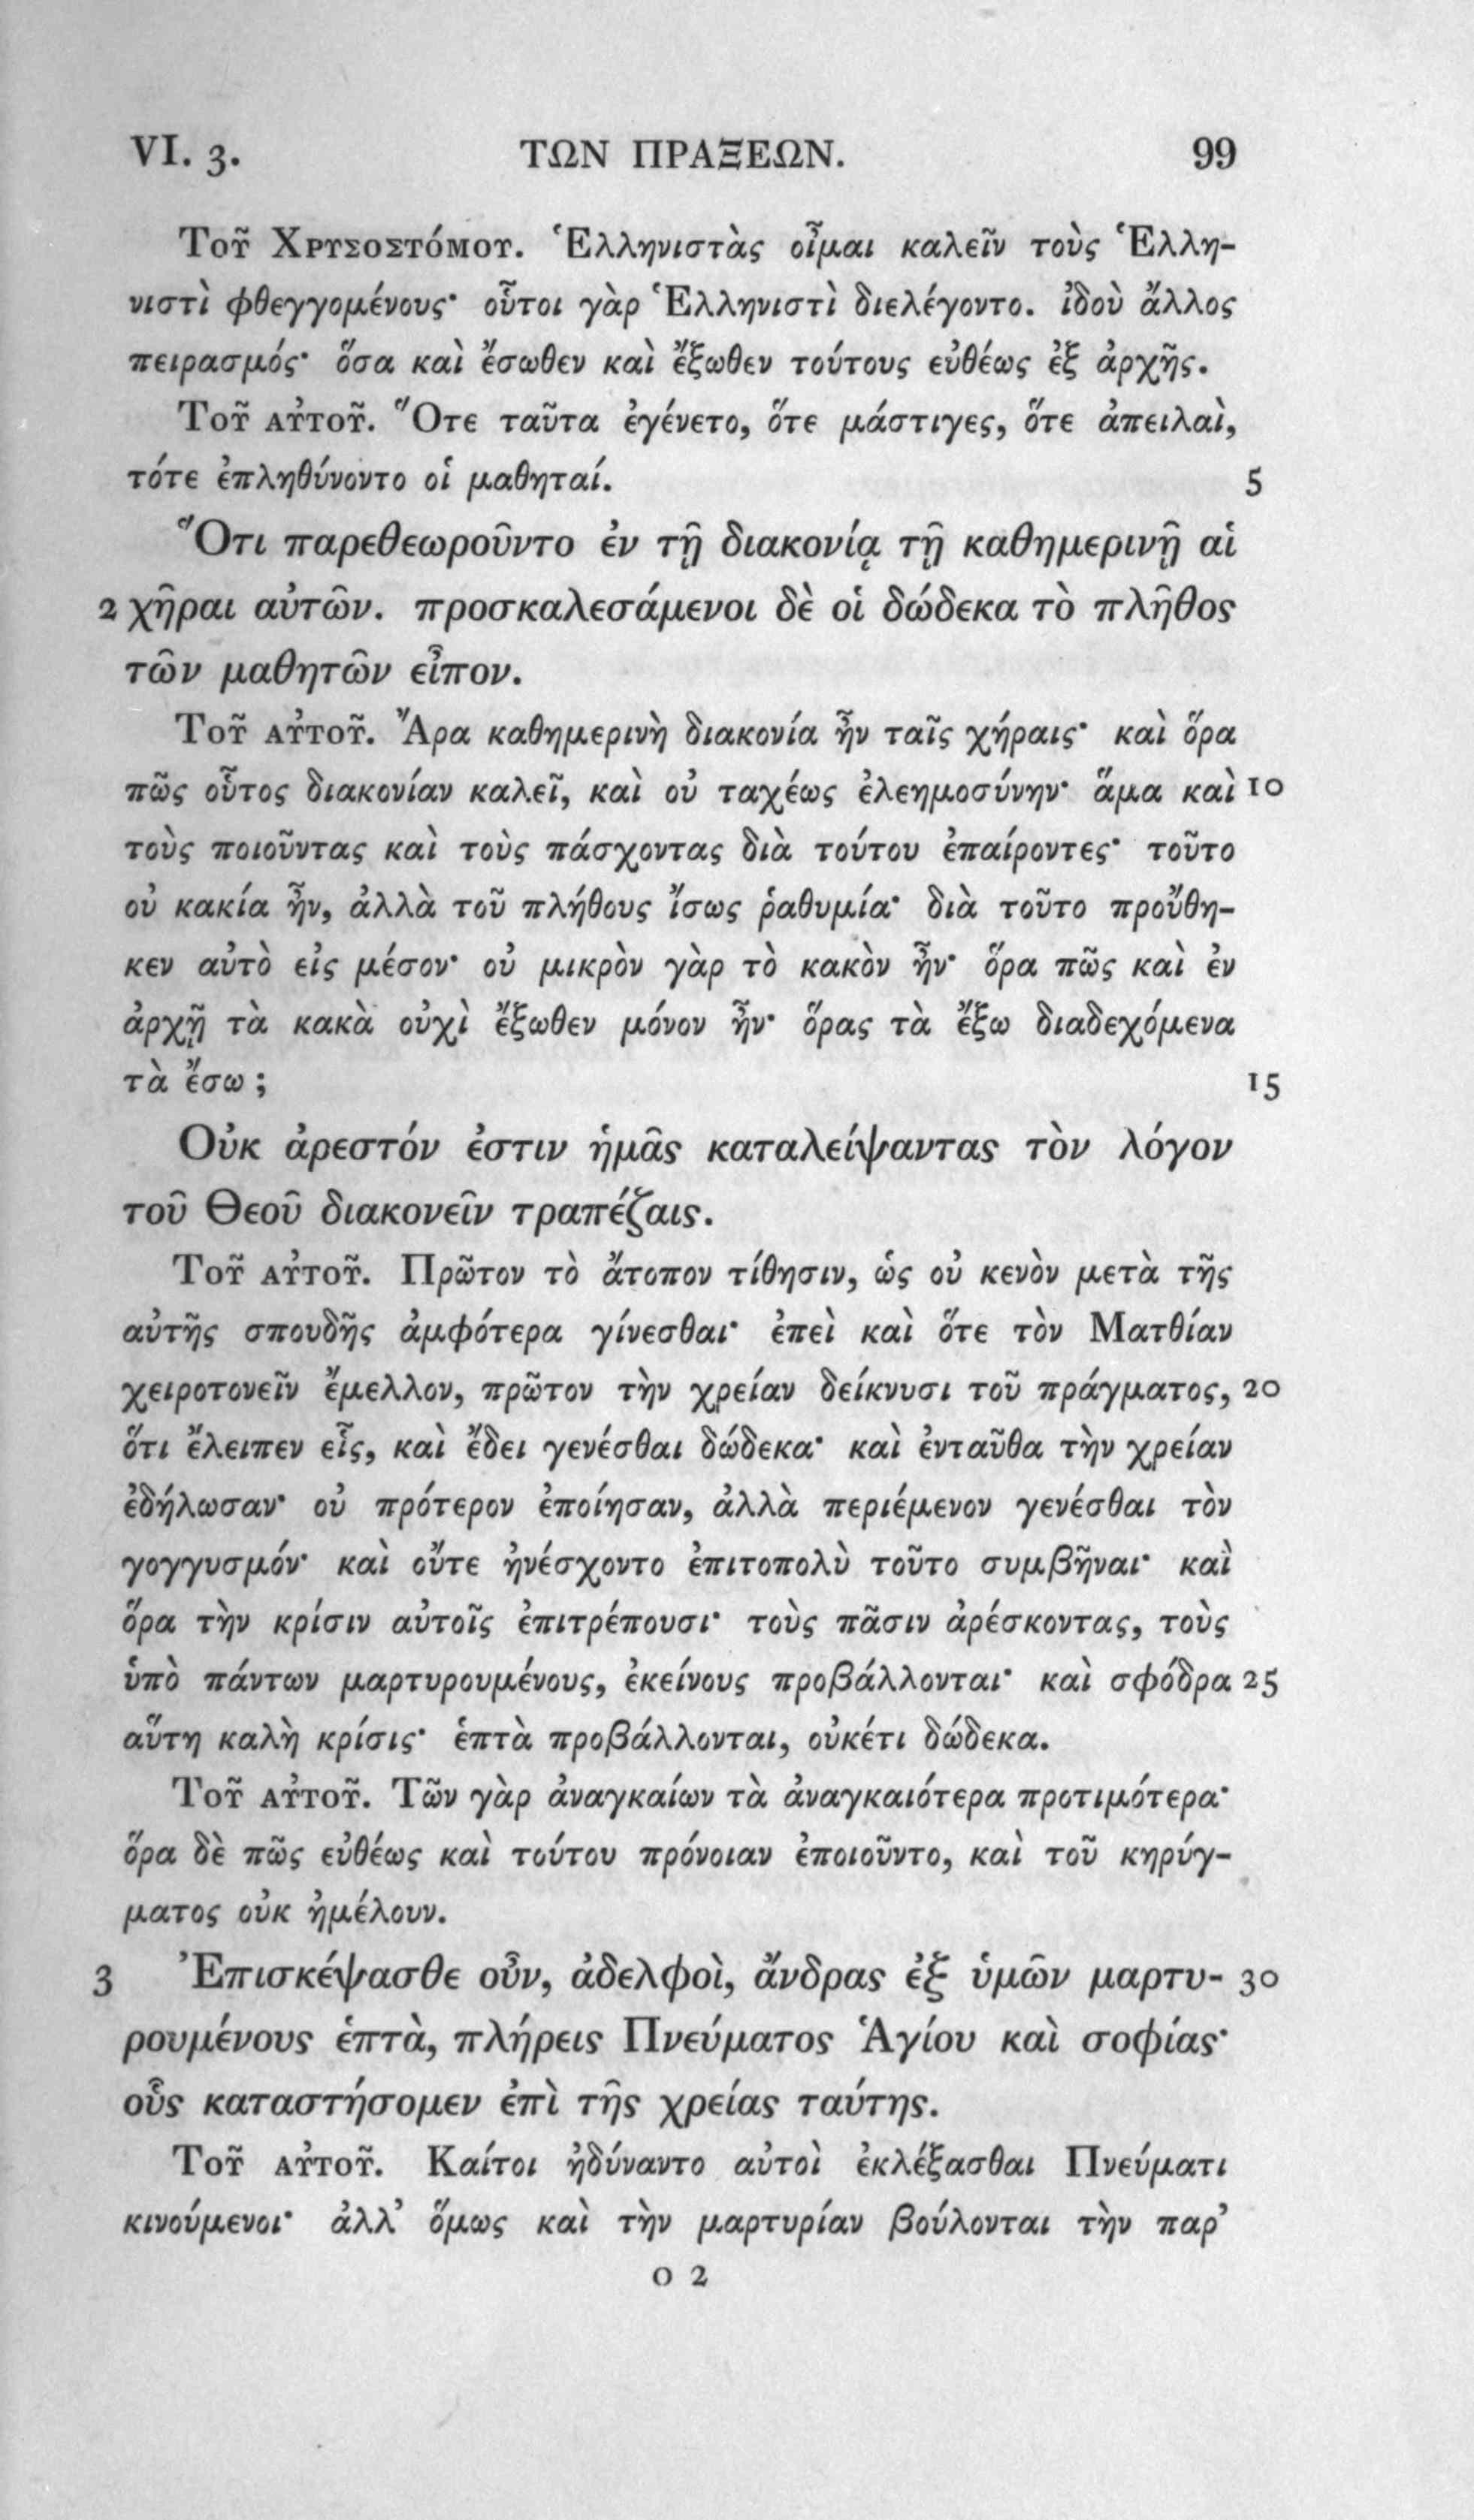 VI. 3. ΤΩΝ ΠΡΑΞΕΩΝ. 99
Τοῦ Χρυσοστόμου. Ἑλληνιστὰς οἶμαι καλεῖν τοὺς Ἑλλη-
νιστὶ φθεγγομένους· οὗτοι γὰρ Ἑλληνιστὶ διελέγοντο. ἰδοὺ ἄλλος
πειρασμός· ὅσα καὶ ἔσωθεν καὶ ἔξωθεν τούτους εὐθέως ἐξ ἀρχῆς.
Τοῦ αὐτοῦ. Ὅτε ταῦτα ἐγένετο, ὅτε μάστιγες, ὅτε ἀπειλαὶ,
τότε ἐπληθύνοντο οἱ μαθηταί. 5
Ὅτι παρεθεωροῦντο ἐν τῇ διακονίᾳ τῇ καθημερινῇ αἱ
2 χῆραι αὐτῶν. προσκαλεσάμενοι δὲ οἱ δώδεκα τὸ πλῆθος
τῶν μαθητῶν εἶπον.
Τοῦ αὐτοῦ. Ἄρα καθημερινὴ διακονία ἦν ταῖς χήραις· καὶ ὅρα
πῶς οὗτος διακονίαν καλεῖ, καὶ οὐ ταχέως ἐλεημοσύνην· ἅμα καὶ 10
τοὺς ποιοῦντας καὶ τοὺς πάσχοντας διὰ τούτου ἐπαίροντες· τοῦτο
οὐ κακία ἦν, ἀλλὰ τοῦ πλήθους ἴσως ῥαθυμία· διὰ τοῦτο προὔθη-
κεν αὐτὸ εἰς μέσον· οὐ μικρὸν γὰρ τὸ κακὸν ἦν· ὅρα πῶς καὶ ἐν
ἀρχῇ τὰ κακὰ οὐχὶ ἔξωθεν μόνον ἦν· ὅρας τὰ ἔξω διαδεχόμενα
τὰ ἔσω; 15
Οὐκ ἀρεστόν ἐστιν ἡμᾶς καταλείψαντας τὸν λόγον
τοῦ Θεοῦ διακονεῖν τραπέζαις.
Τοῦ αὐτοῦ. Πρῶτον τὸ ἄτοπον τίθησιν, ὡς οὐ κενὸν μετὰ τῆς
αὐτῆς σπουδῆς ἀμφότερα γίνεσθαι· ἐπεὶ καὶ ὅτε τὸν Ματθίαν
χειροτονεῖν ἔμελλον, πρῶτον τὴν χρείαν δείκνυσι τοῦ πράγματος, 20
ὅτι ἔλειπεν εἷς, καὶ ἔδει γενέσθαι δώδεκα· καὶ ἐνταῦθα τὴν χρείαν
ἐδήλωσαν· οὐ πρότερον ἐποίησαν, ἀλλὰ περιέμενον γενέσθαι τὸν
γογγυσμόν· καὶ οὔτε ἠνέσχοντο ἐπιτοπολὺ τοῦτο συμβῆναι· καὶ
ὅρα τὴν κρίσιν αὐτοῖς ἐπιτρέπουσι· τοὺς πᾶσιν ἀρέσκοντας, τοὺς
ὑπὸ πάντων μαρτυρουμένους, ἐκείνους προβάλλονται· καὶ σφόδρα 25
αὕτη καλὴ κρίσις· ἑπτὰ προβάλλονται, οὐκέτι δώδεκα.
Τοῦ αὐτοῦ. Τῶν γὰρ ἀναγκαίων τὰ ἀναγκαιότερα προτιμότερα·
ὅρα δὲ πῶς εὐθέως καὶ τούτου πρόνοιαν ἐποιοῦντο, καὶ τοῦ κηρύγ-
ματος οὐκ ἠμέλουν.
3 Ἐπισκέψασθε οὖν, ἀδελφοὶ, ἄνδρας ἐξ ὑμῶν μαρτυ- 30
ρουμένους ἑπτὰ, πλήρεις Πνεύματος Ἁγίου καὶ σοφίας·
οὓς καταστήσομεν ἐπὶ τῆς χρείας ταύτης.
Τοῦ αὐτοῦ. Καίτοι ἠδύναντο αὐτοὶ ἐκλέξασθαι Πνεύματι
κινούμενοι· ἀλλ’ ὅμως καὶ τὴν μαρτυρίαν βούλονται τὴν παρ’
O 2